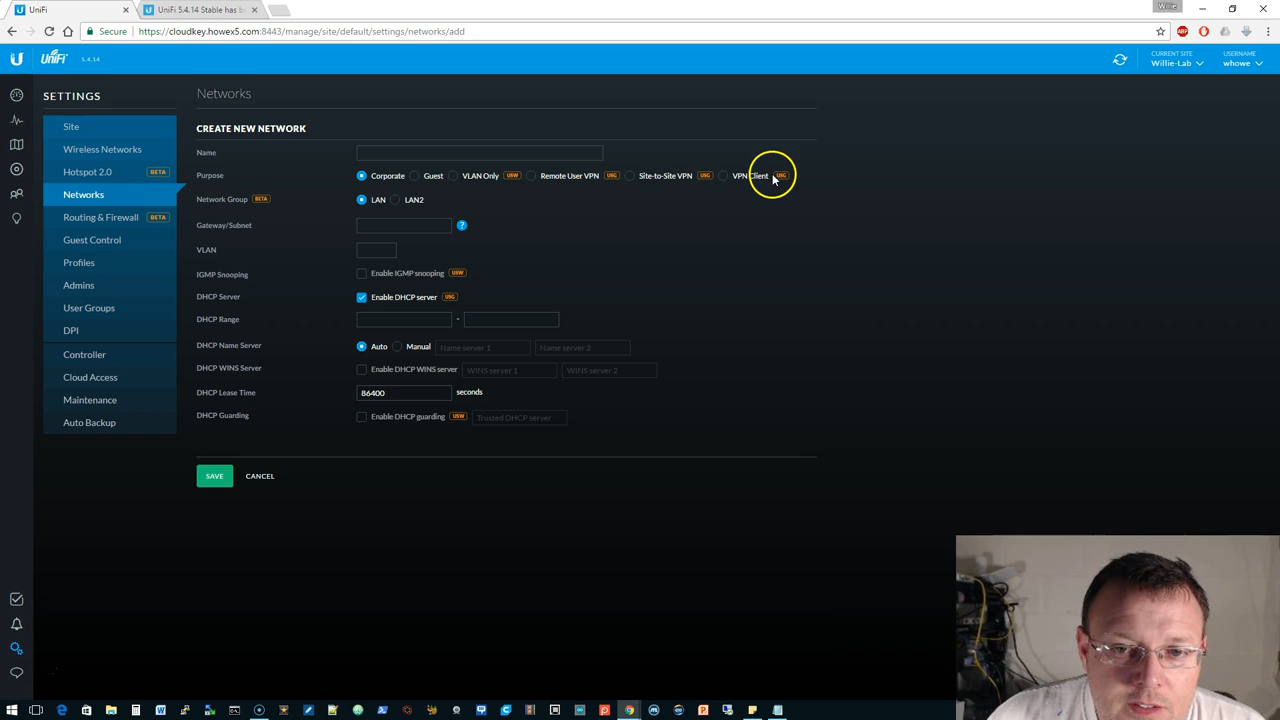 UniFi
UniFi 5.4.14 Stable has b
Willie
Secure
https://cloudkey.howex5.com:8443/manage/site/default/settings/networks/add
ABP
U
UniFi
5.4.14
CURRENT SITE
Willie-Lab
USERNAME
whowe
SETTINGS
Site
Wireless Networks
Hotspot 2.0 BETA
Networks
Routing & Firewall BETA
Guest Control
Profiles
Admins
User Groups
DPI
Controller
Cloud Access
Maintenance
Auto Backup
Networks
CREATE NEW NETWORK
Name
Purpose Corporate Guest VLAN Only USW Remote User VPN USG Site-to-Site VPN USG VPN Client USG
Network Group BETA LAN LAN2
Gateway/Subnet ?
VLAN
IGMP Snooping Enable IGMP snooping USW
DHCP Server Enable DHCP server USG
DHCP Range -
DHCP Name Server Auto Manual Name server 1 Name server 2
DHCP WINS Server Enable DHCP WINS server WINS server 1 WINS server 2
DHCP Lease Time 86400 seconds
DHCP Guarding Enable DHCP guarding USW Trusted DHCP server
SAVE CANCEL